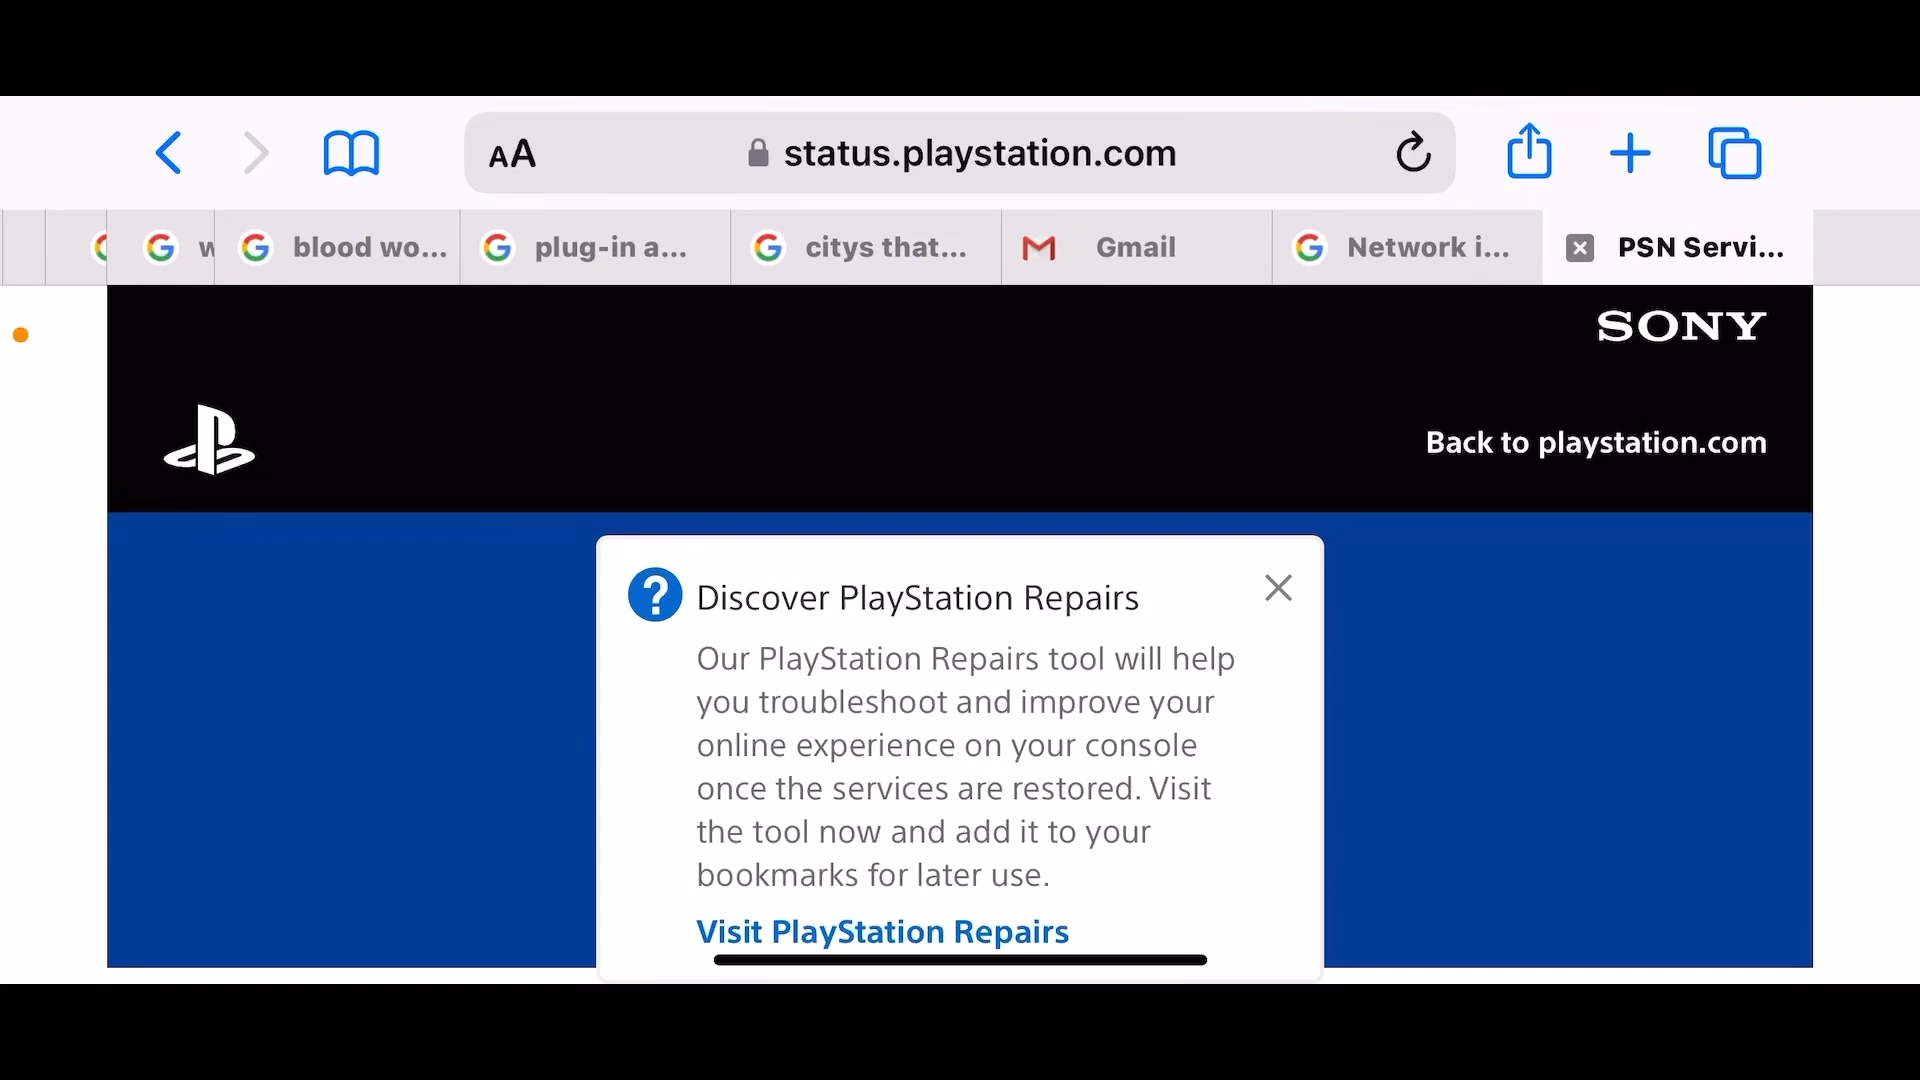 AA status.playstation.com
w blood wo... plug-in a... citys that... Gmail Network i... PSN Servi...
SONY
Back to playstation.com
Discover PlayStation Repairs
Our PlayStation Repairs tool will help
you troubleshoot and improve your
online experience on your console
once the services are restored. Visit
the tool now and add it to your
bookmarks for later use.
Visit PlayStation Repairs